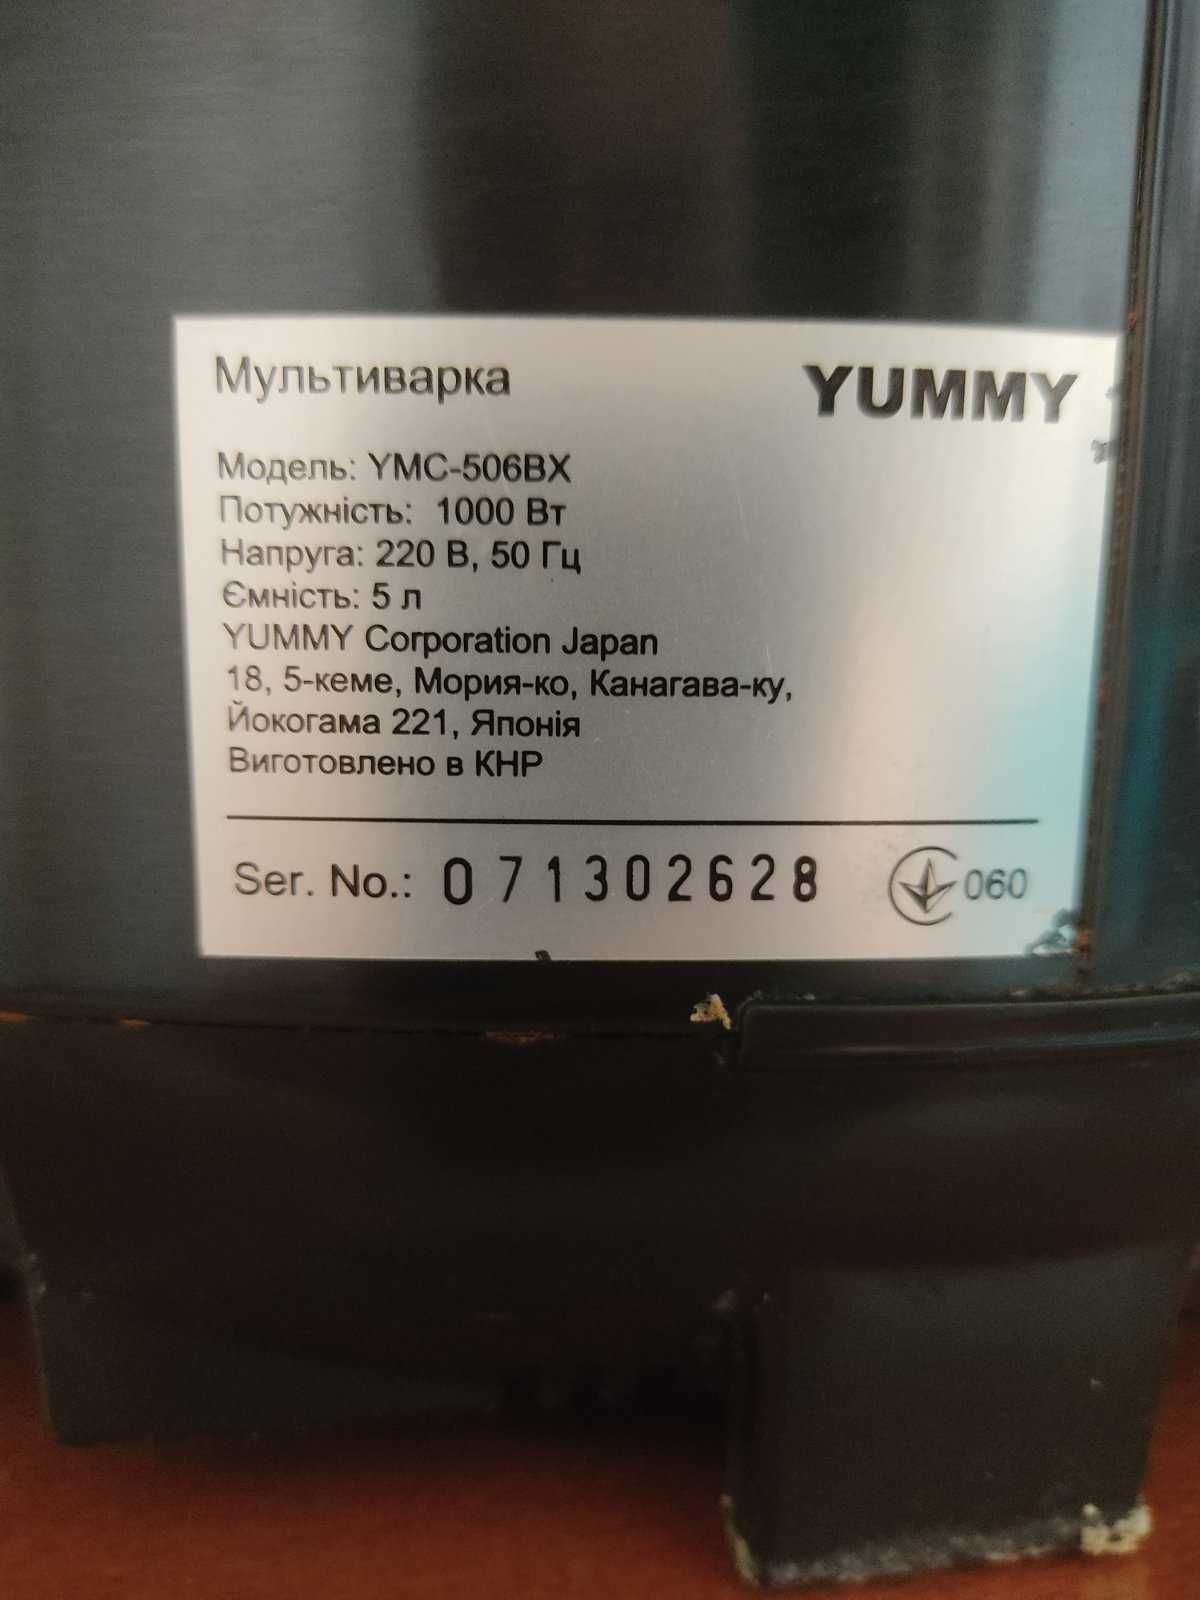 Мультиварка YUMMY
Модель: YMC-506BX
Потужність: 1000 Вт
Напруга: 220 В, 50 Гц
Ємність: 5 л
YUMMY Corporation Japan
18, 5-кеме, Мория-ко, Канагава-ку,
Йокогама 221, Японія
Виготовлено в КНР
Ser. No.: 071302628 060